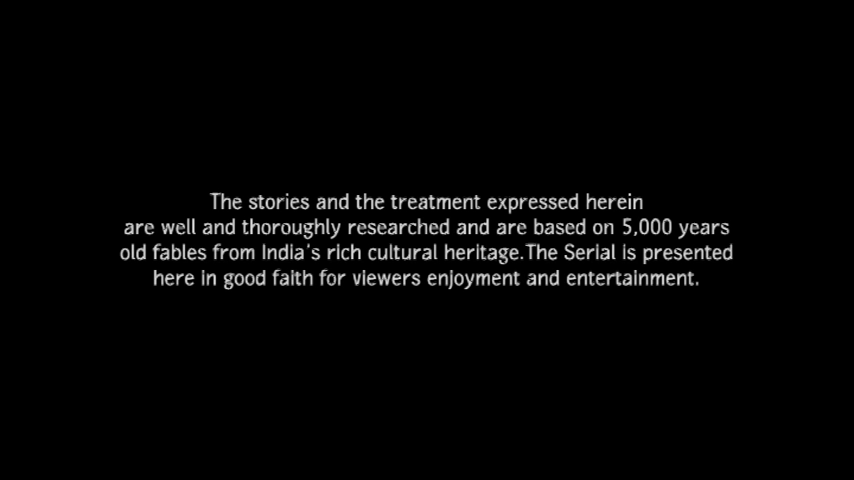 The stories and the treatment expressed herein
are well and thoroughly researched and are based on 5,000 years
old fables from India's rich cultural heritage.The Serial is presented
here in good faith for viewers enjoyment and entertainment.